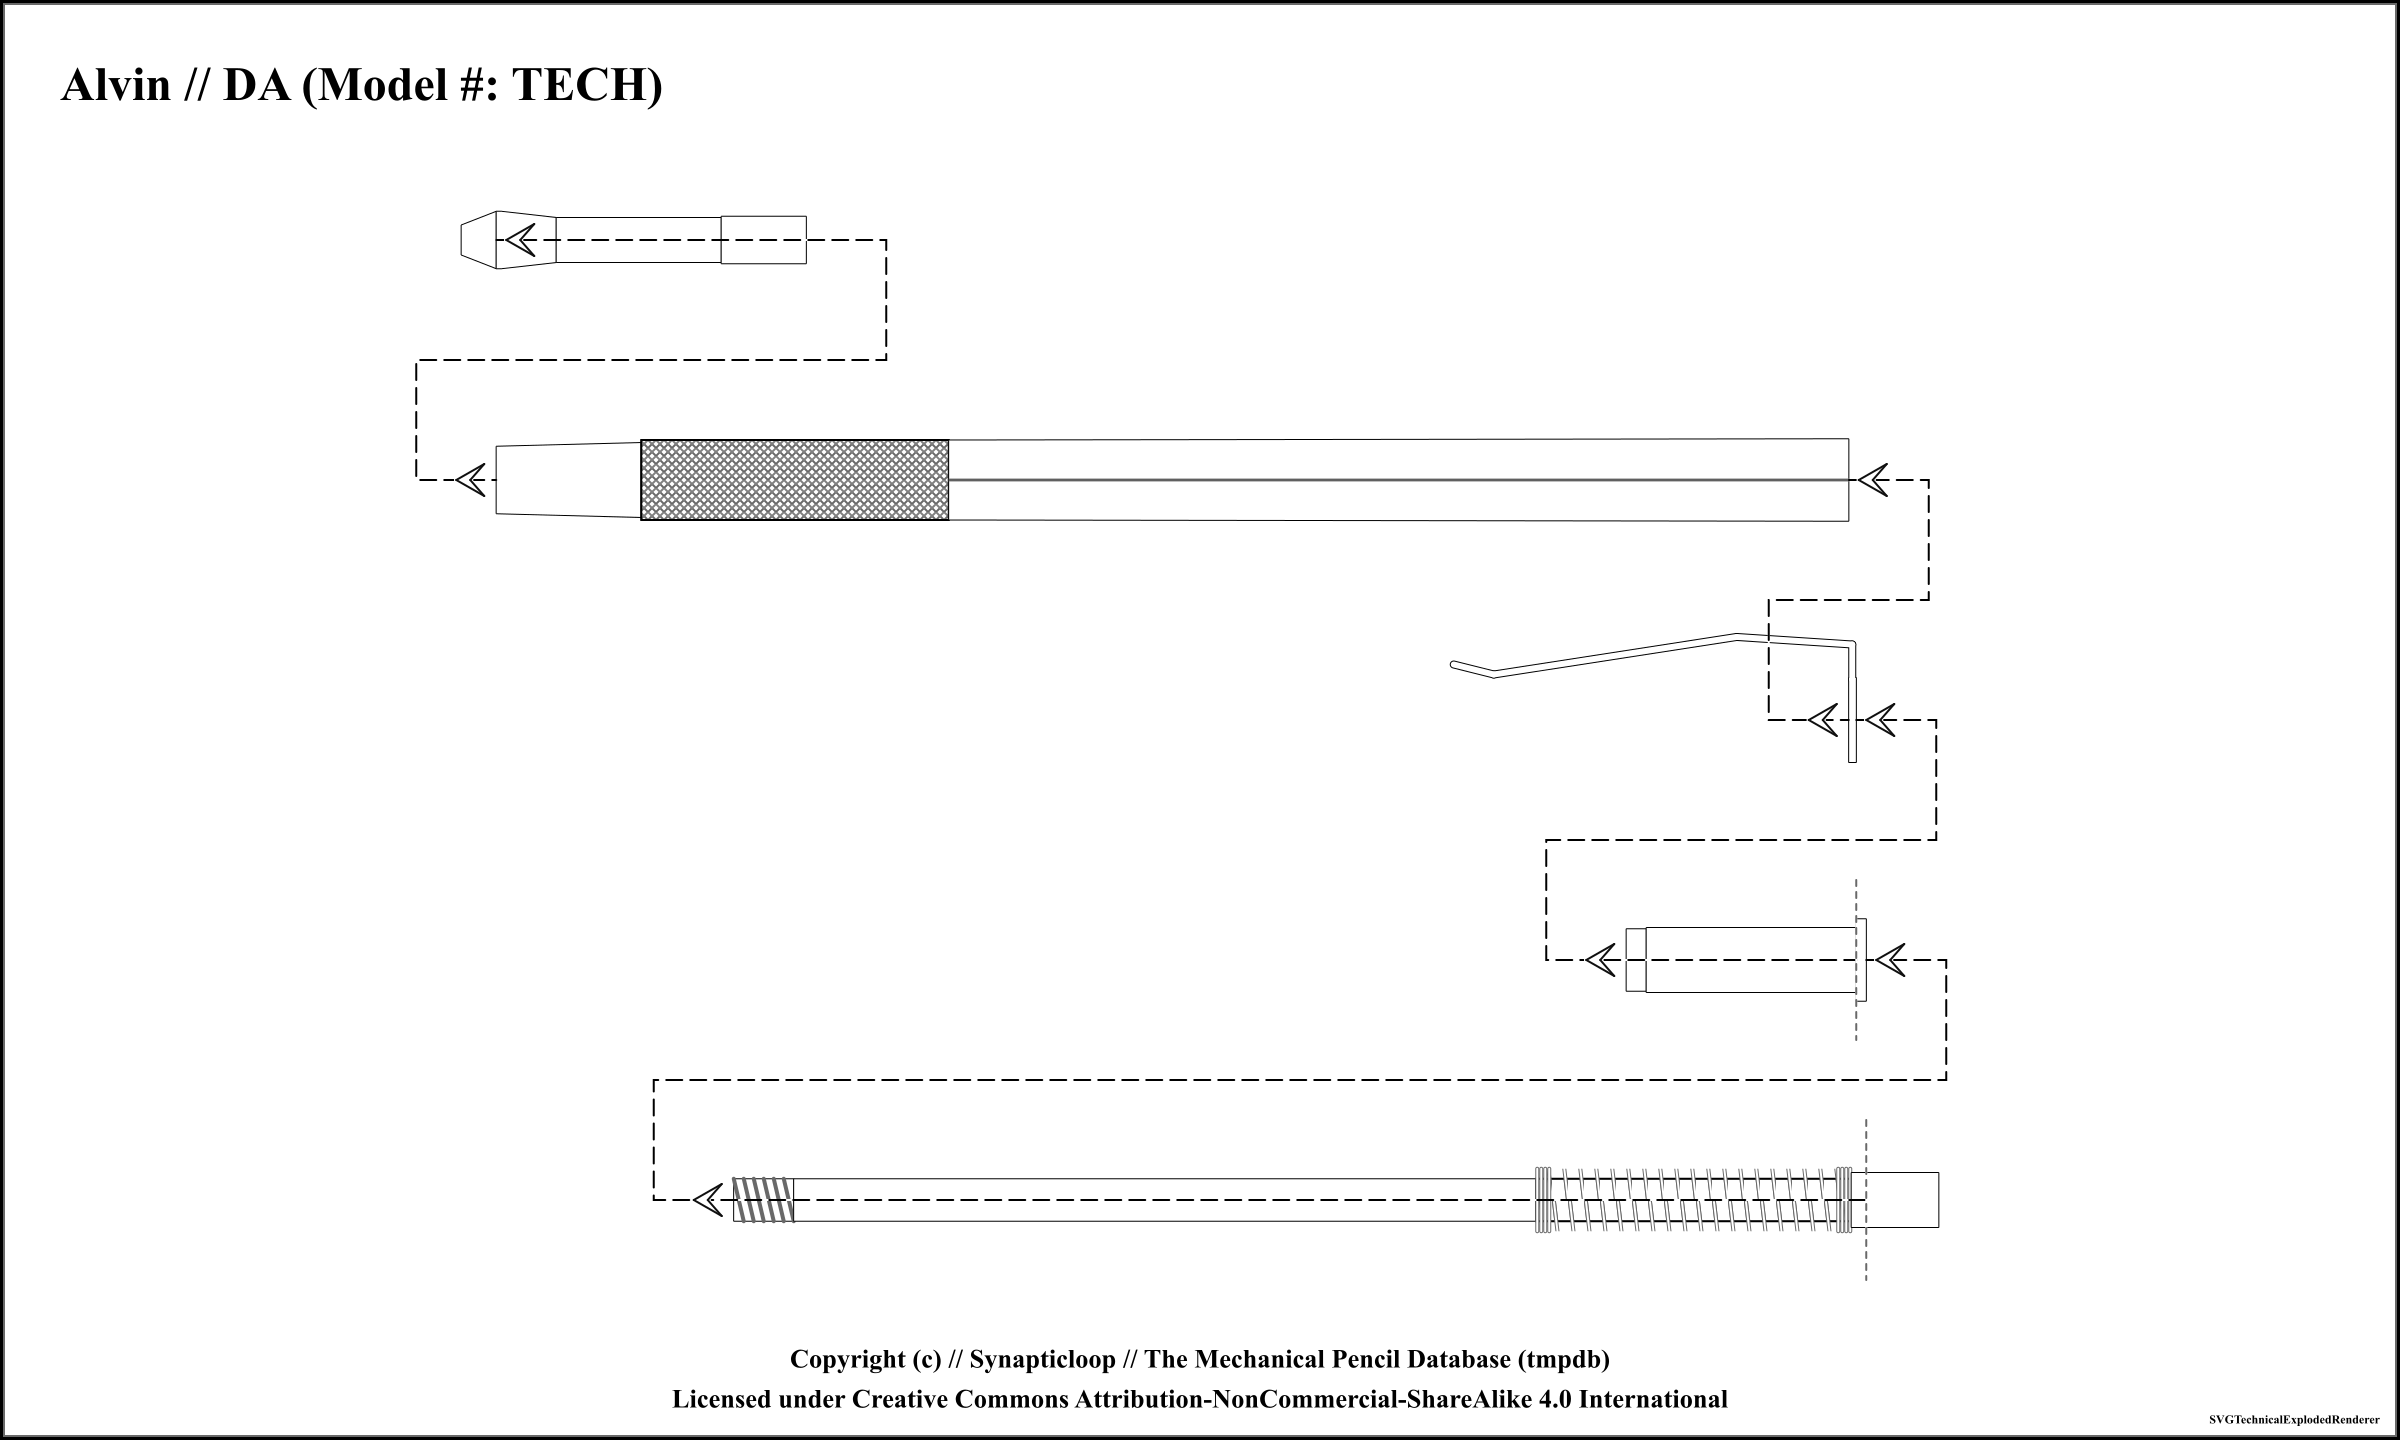 Alvin // DA (Model #: TECH)
Copyright (c) // Synapticloop // The Mechanical Pencil Database (tmpdb)
Licensed under Creative Commons Attribution-NonCommercial-ShareAlike 4.0 International
SVGTechnicalExplodedRenderer